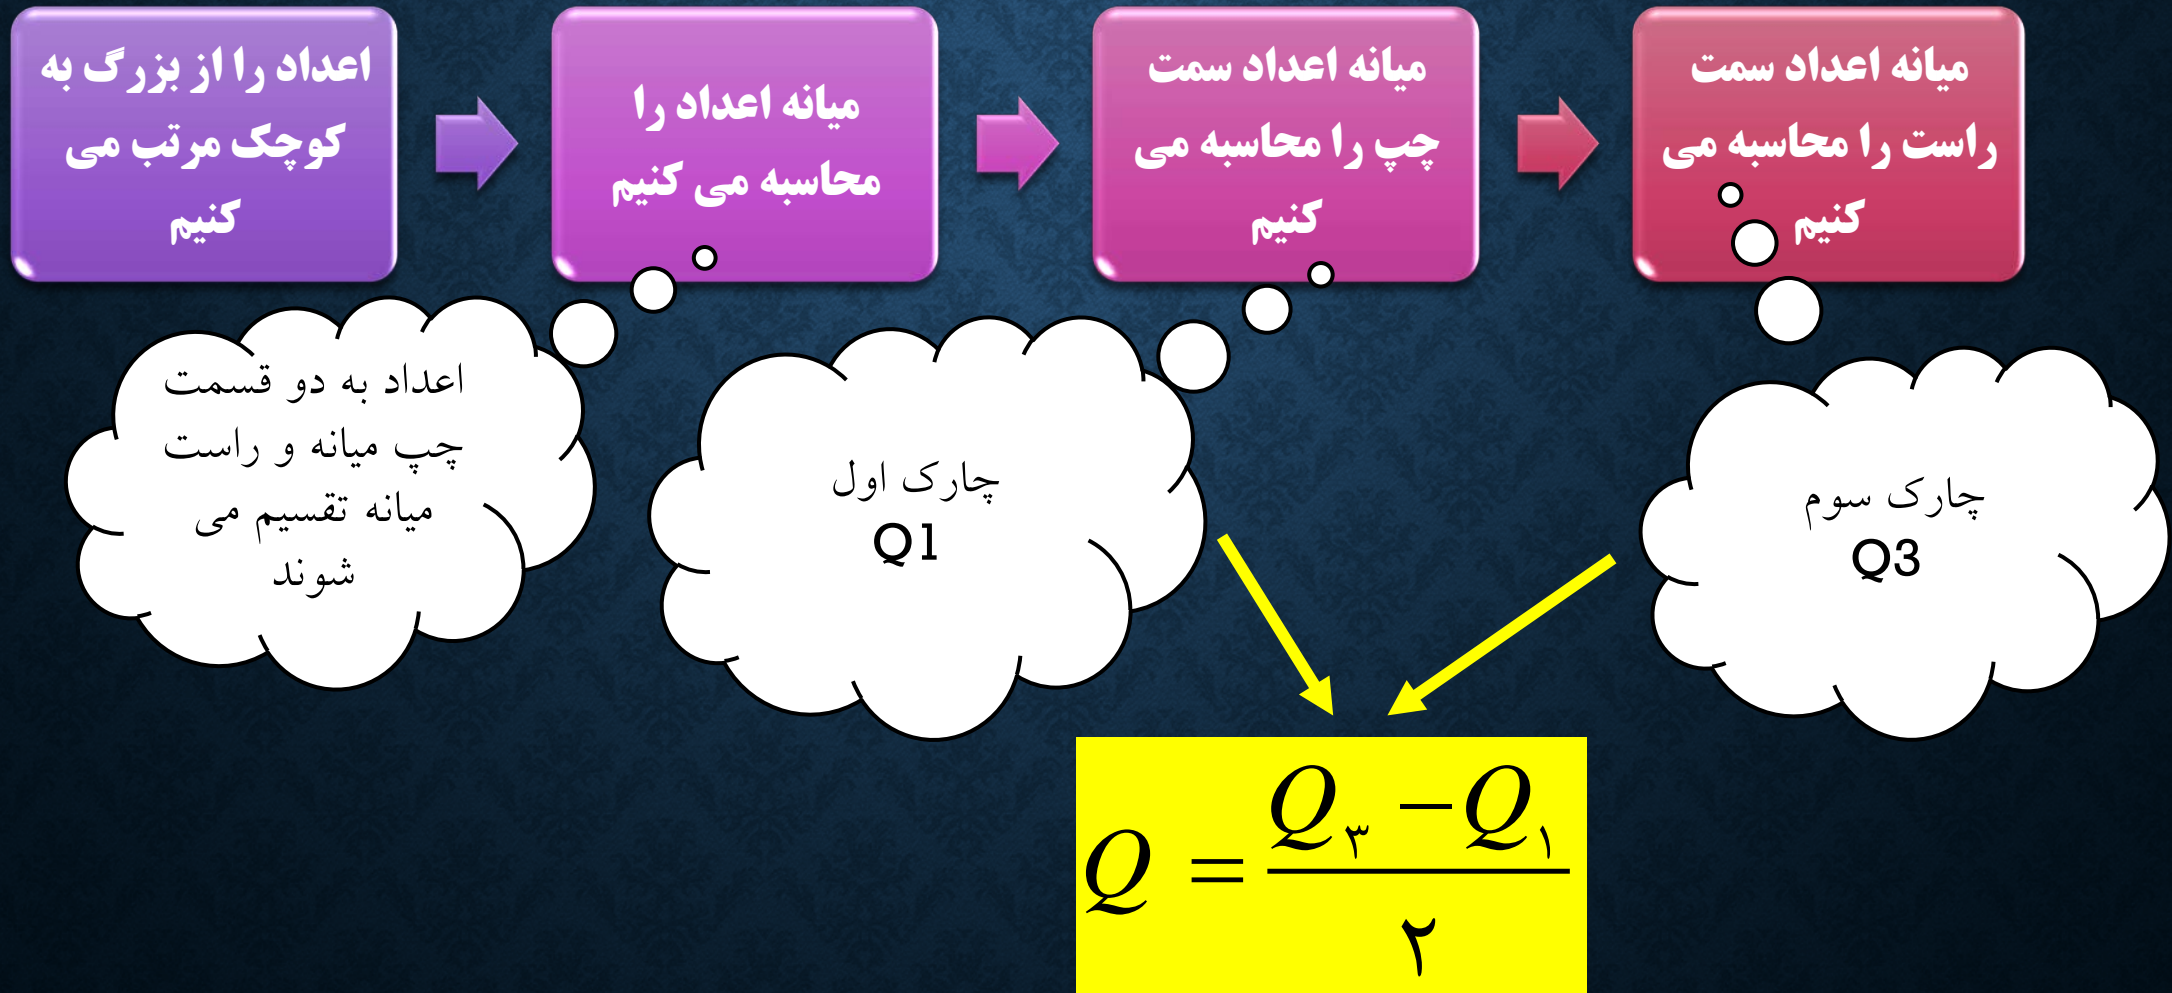 اعداد را از بزرگ به
کوچک مرتب می
کنیم
میانه اعداد را
محاسبه می کنیم
میانه اعداد سمت
چپ را محاسبه می
کنیم
میانه اعداد سمت
راست را محاسبه می
کنیم
اعداد به دو قسمت
چپ میانه و راست
میانه تقسیم می
شوند
چارک اول
Q1
چارک سوم
Q3
Q = (Q₃ − Q₁) / ۲